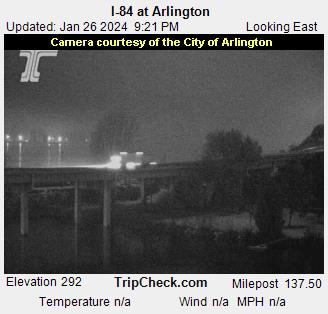 I-84 at Arlington
Updated: Jan 26 2024 9:21 PM Looking East
Camera courtesy of the City of Arlington
Elevation 292 TripCheck.com Milepost 137.50
Temperature n/a Wind n/a MPH n/a